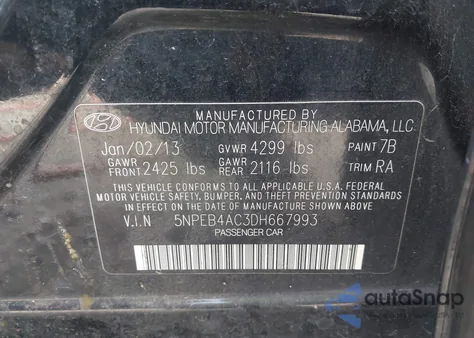 MANUFACTURED BY
HYUNDAI MOTOR MANUFACTURING ALABAMA, LLC
Jan/02/13 GVWR 4299 lbs PAINT 7B
GAWR FRONT 2425 lbs GAWR REAR 2116 lbs TRIM RA
THIS VEHICLE CONFORMS TO ALL APPLICABLE U.S.A. FEDERAL
MOTOR VEHICLE SAFETY, BUMPER, AND THEFT PREVENTION STANDARDS
IN EFFECT ON THE DATE OF MANUFACTURE SHOWN ABOVE.
V.I.N 5NPEB4AC3DH667993
PASSENGER CAR
autoSnap